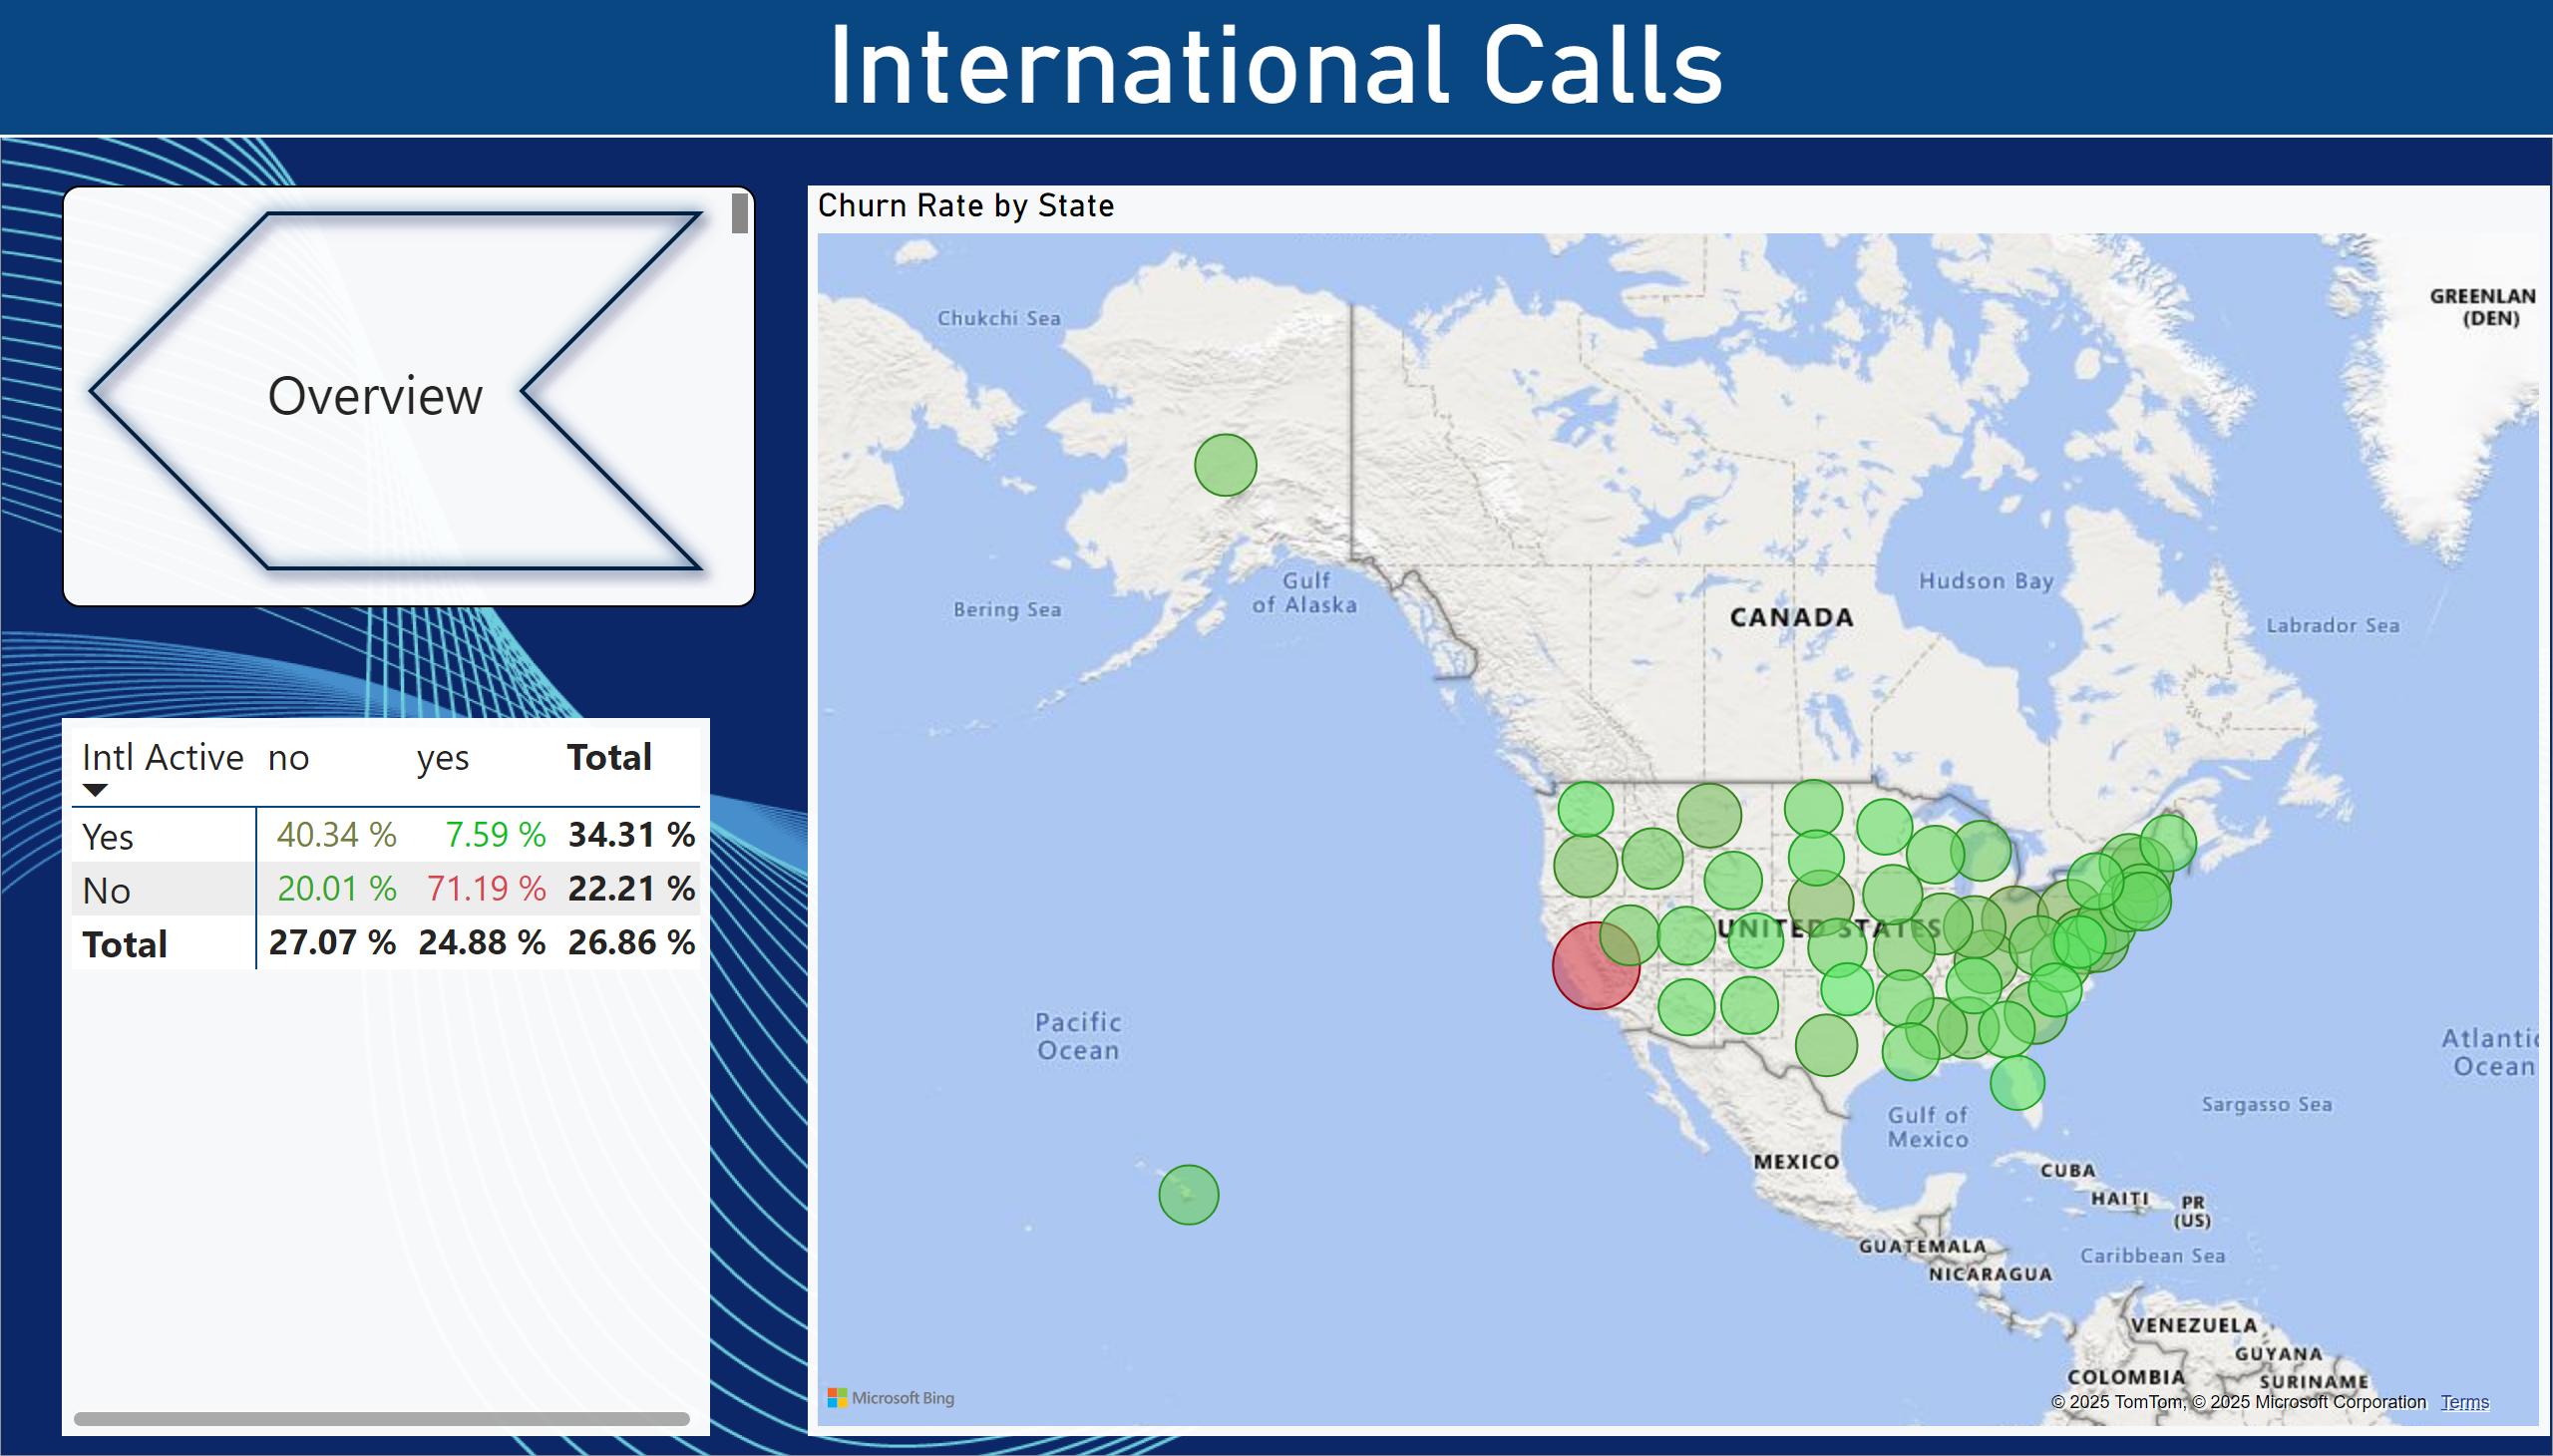 International Calls
Overview
Churn Rate by State
Intl Active no yes Total
Yes 40.34 % 7.59 % 34.31 %
No 20.01 % 71.19 % 22.21 %
Total 27.07 % 24.88 % 26.86 %
Chukchi Sea
GREENLAN
(DEN)
Bering Sea
Gulf
of Alaska
Hudson Bay
CANADA
Labrador Sea
UNITED STATES
Pacific
Ocean
Atlantic
Ocean
Sargasso Sea
Gulf of
Mexico
MEXICO
CUBA
HAITI
PR
(US)
GUATEMALA
Caribbean Sea
NICARAGUA
VENEZUELA
GUYANA
COLOMBIA
SURINAME
Microsoft Bing
© 2025 TomTom, © 2025 Microsoft Corporation Terms